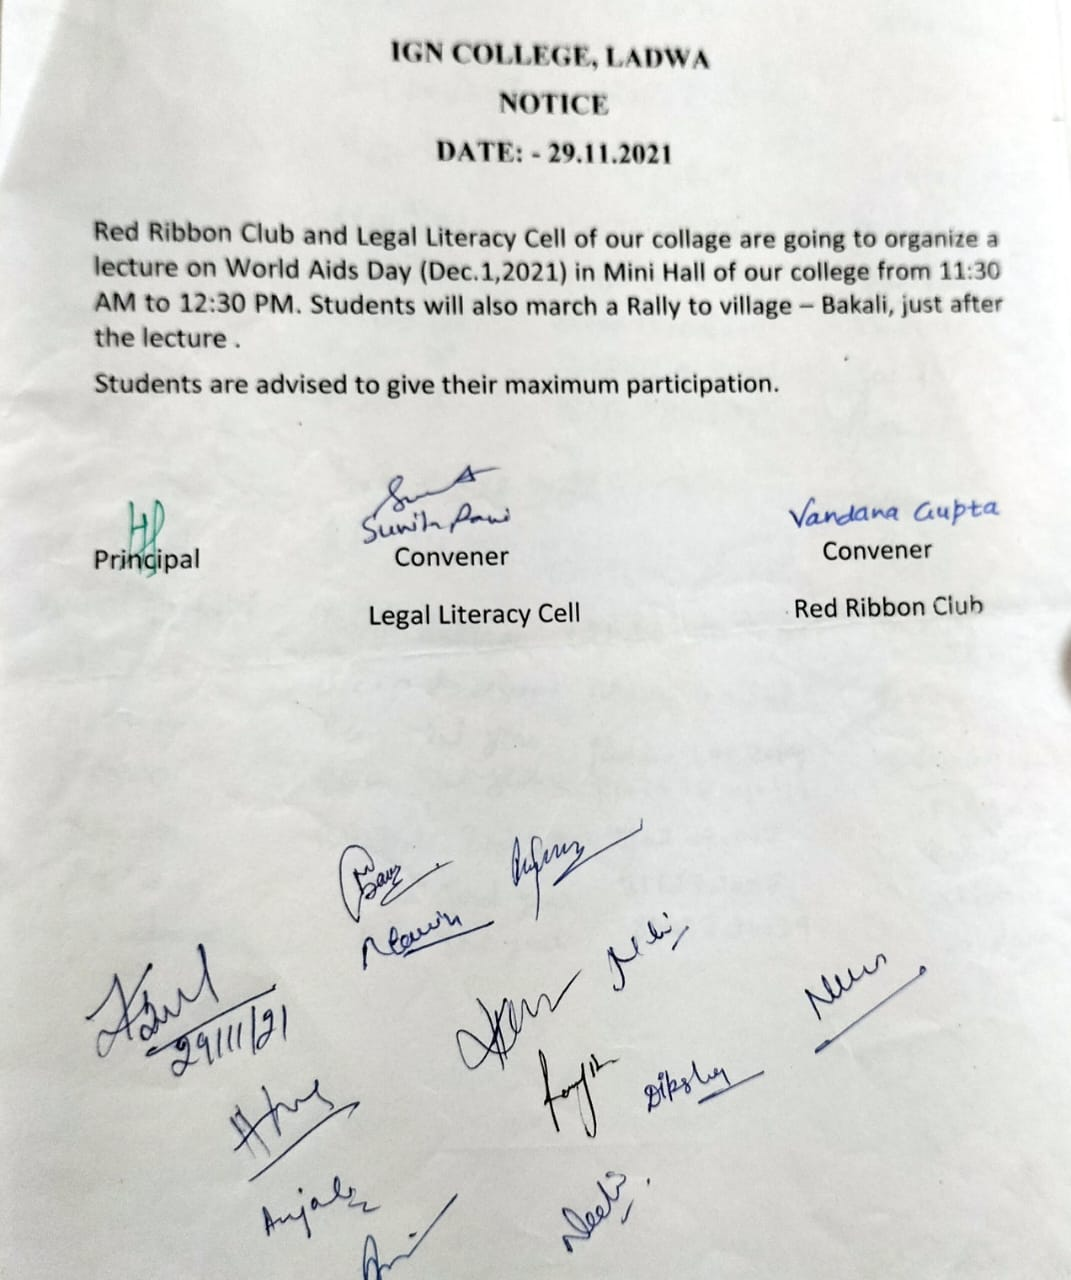 IGN COLLEGE, LADWA
NOTICE
DATE: - 29.11.2021
Red Ribbon Club and Legal Literacy Cell of our collage are going to organize a
lecture on World Aids Day (Dec.1,2021) in Mini Hall of our college from 11:30
AM to 12:30 PM. Students will also march a Rally to village – Bakali, just after
the lecture .
Students are advised to give their maximum participation.
Sunita Rani
Vandana Gupta
Principal
Convener
Convener
Legal Literacy Cell
Red Ribbon Club
29/11/21
Diksha
Anjali